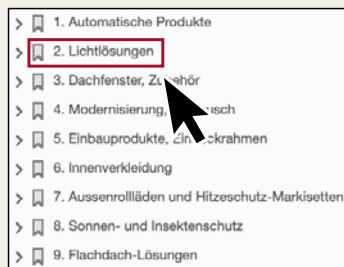 1. Automatische Produkte
2. Lichtlösungen
3. Dachfenster, Zubehör
4. Modernisierung,
5. Einbauprodukte,
6. Innenverkleidung
7. Aussenrollläden und Hitzeschutz-Markisetten
8. Sonnen- und Insektenschutz
9. Flachdach-Lösungen